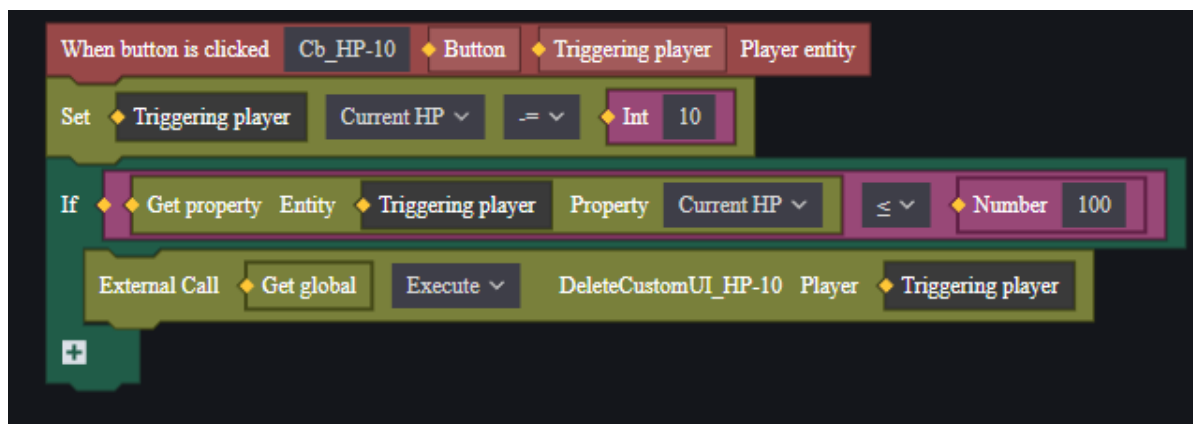 When button is clicked Cb_HP-10 Button Triggering player Player entity
Set Triggering player Current HP -= Int 10
If Get property Entity Triggering player Property Current HP ≤ Number 100
External Call Get global Execute DeleteCustomUI_HP-10 Player Triggering player